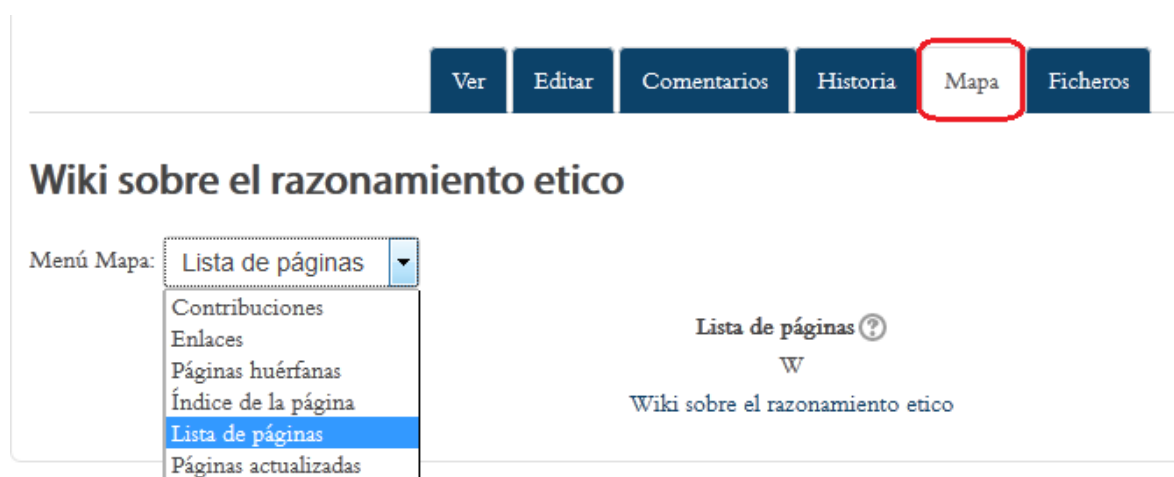 Ver Editar Comentarios Historia Mapa Ficheros
Wiki sobre el razonamiento etico
Menú Mapa: Lista de páginas
Contribuciones
Enlaces
Páginas huérfanas
Índice de la página
Lista de páginas
Páginas actualizadas
Lista de páginas
W
Wiki sobre el razonamiento etico